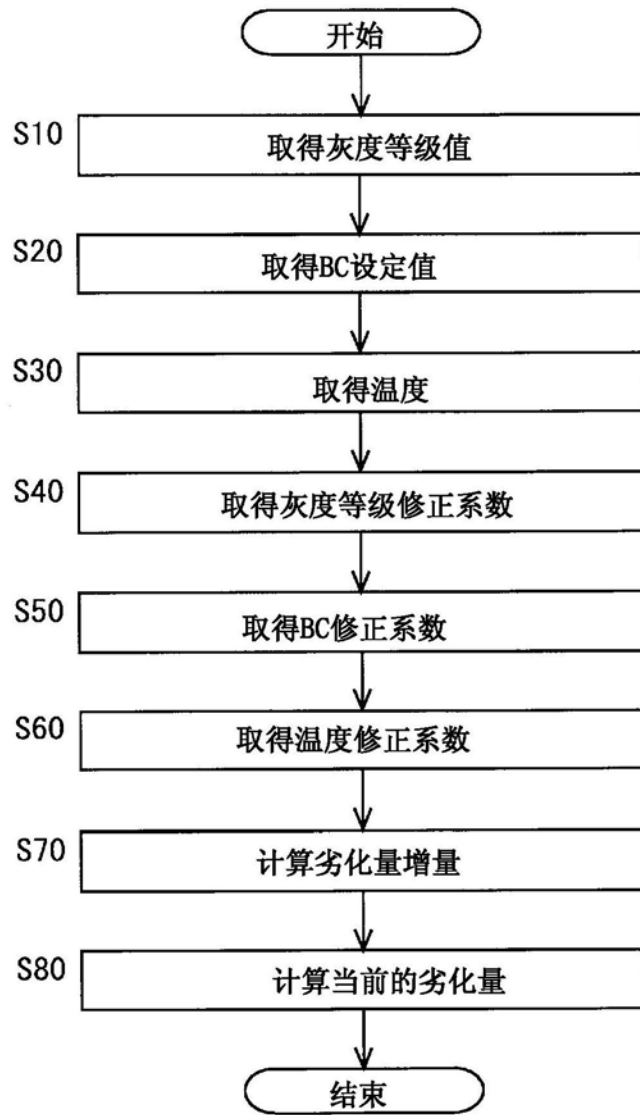 开始
S10
取得灰度等级值
S20
取得BC设定值
S30
取得温度
S40
取得灰度等级修正系数
S50
取得BC修正系数
S60
取得温度修正系数
S70
计算劣化量增量
S80
计算当前的劣化量
结束